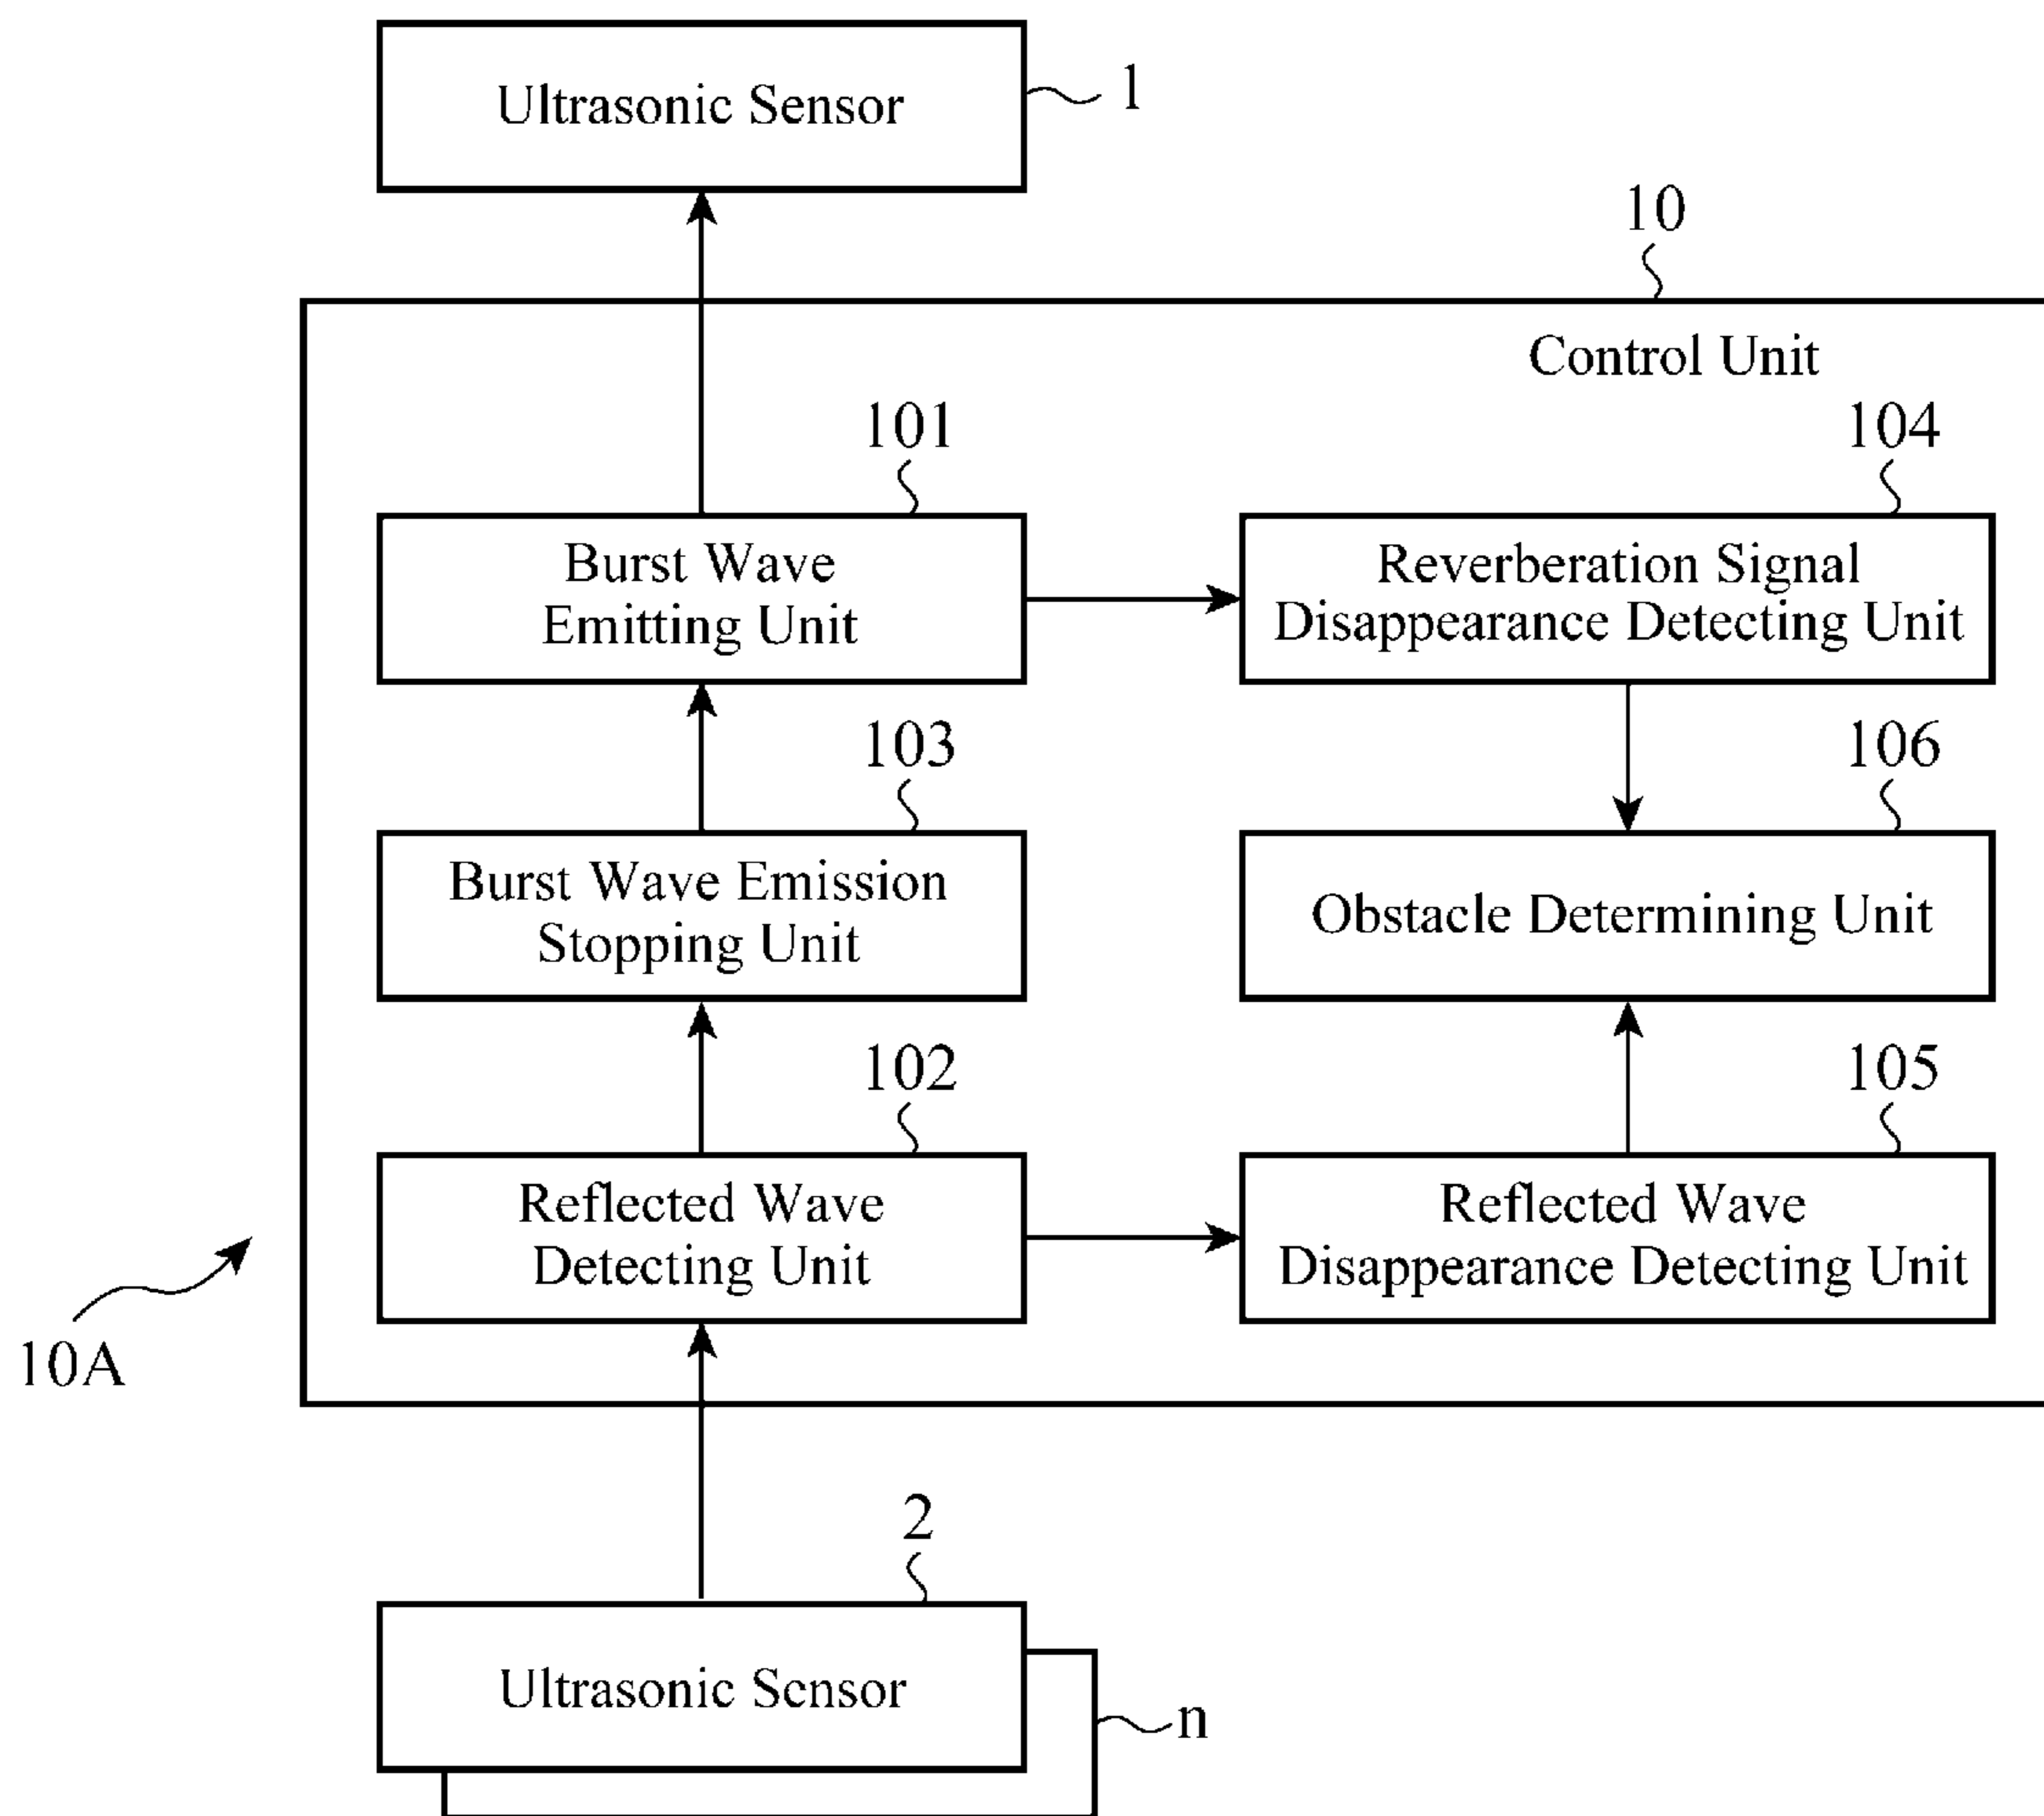 Ultrasonic Sensor
1
10
Control Unit
101
104
Burst Wave
Emitting Unit
Reverberation Signal
Disappearance Detecting Unit
103
106
Burst Wave Emission
Stopping Unit
Obstacle Determining Unit
102
105
Reflected Wave
Detecting Unit
Reflected Wave
Disappearance Detecting Unit
10A
2
Ultrasonic Sensor
n